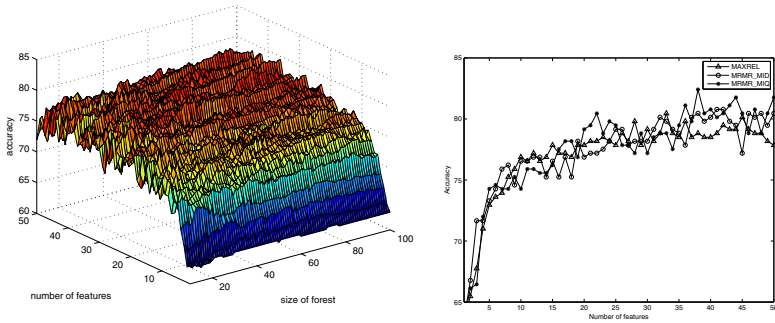 85
80
75
70
65
60
accuracy
50
40
30
20
10
number of features
20
40
60
80
100
size of forest
85
80
75
70
65
Accuracy
MAXREL
MRMR_MID
MRMR_MIQ
5 10 15 20 25 30 35 40 45 50
Number of features